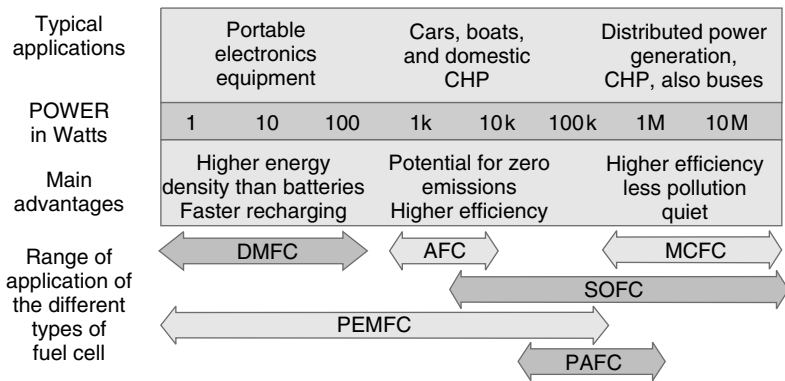 Typical
applications
Portable
electronics
equipment
Cars, boats,
and domestic
CHP
Distributed power
generation,
CHP, also buses
POWER
in Watts
1 10 100 1k 10k 100k 1M 10M
Main
advantages
Higher energy
density than batteries
Faster recharging
Potential for zero
emissions
Higher efficiency
Higher efficiency
less pollution
quiet
Range of
application of
the different
types of
fuel cell
DMFC
AFC
MCFC
SOFC
PEMFC
PAFC